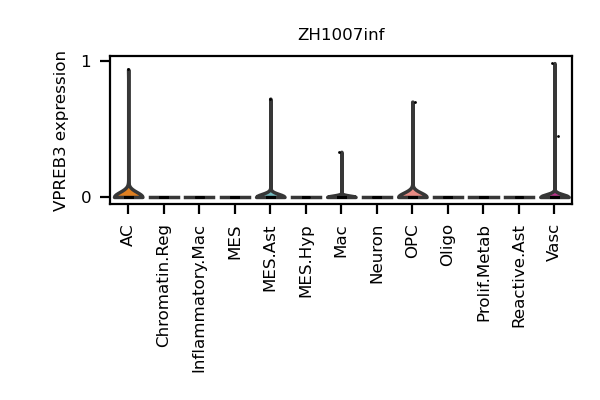 ZH1007inf
VPREB3 expression
1
0
AC
Chromatin.Reg
Inflammatory.Mac
MES
MES.Ast
MES.Hyp
Mac
Neuron
OPC
Oligo
Prolif.Metab
Reactive.Ast
Vasc